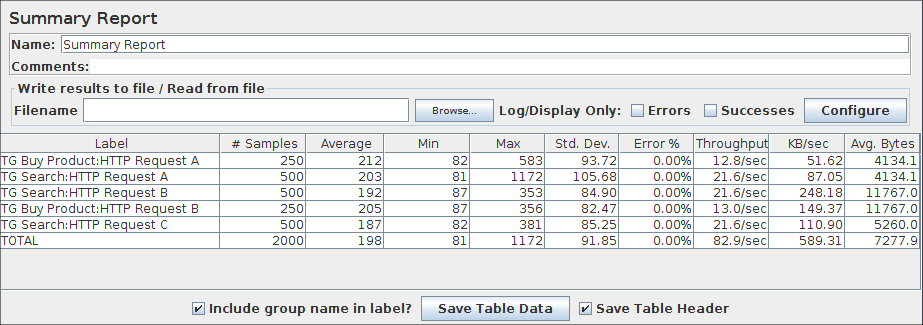 Summary Report
Name: Summary Report
Comments:
Write results to file / Read from file
Filename Browse... Log/Display Only: Errors Successes Configure
Label # Samples Average Min Max Std. Dev. Error % Throughput KB/sec Avg. Bytes
TG Buy Product:HTTP Request A 250 212 82 583 93.72 0.00% 12.8/sec 51.62 4134.1
TG Search:HTTP Request A 500 203 81 1172 105.68 0.00% 21.6/sec 87.05 4134.1
TG Search:HTTP Request B 500 192 87 353 84.90 0.00% 21.6/sec 248.18 11767.0
TG Buy Product:HTTP Request B 250 205 87 356 82.47 0.00% 13.0/sec 149.37 11767.0
TG Search:HTTP Request C 500 187 82 381 85.25 0.00% 21.6/sec 110.90 5260.0
TOTAL 2000 198 81 1172 91.85 0.00% 82.9/sec 589.31 7277.9
Include group name in label? Save Table Data Save Table Header